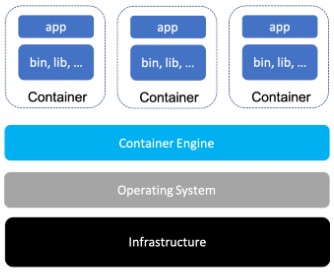 app app app
bin, lib, ... bin, lib, ... bin, lib, ...
Container Container Container
Container Engine
Operating System
Infrastructure